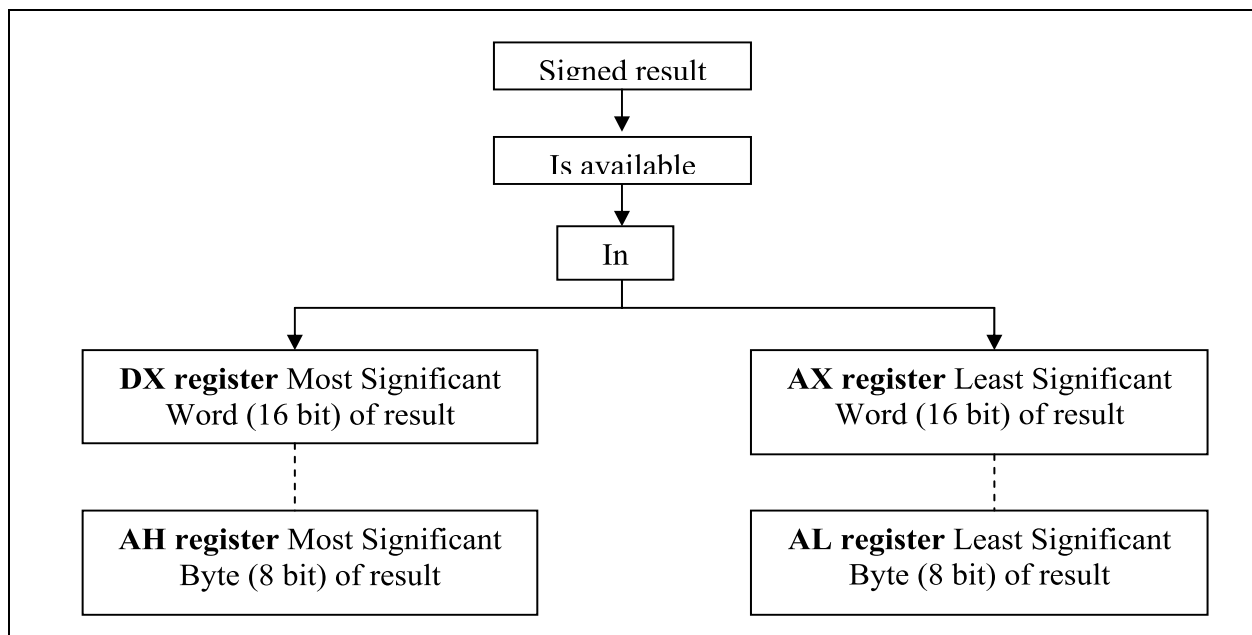 Signed result
Is available
In
DX register Most Significant
Word (16 bit) of result
AX register Least Significant
Word (16 bit) of result
AH register Most Significant
Byte (8 bit) of result
AL register Least Significant
Byte (8 bit) of result